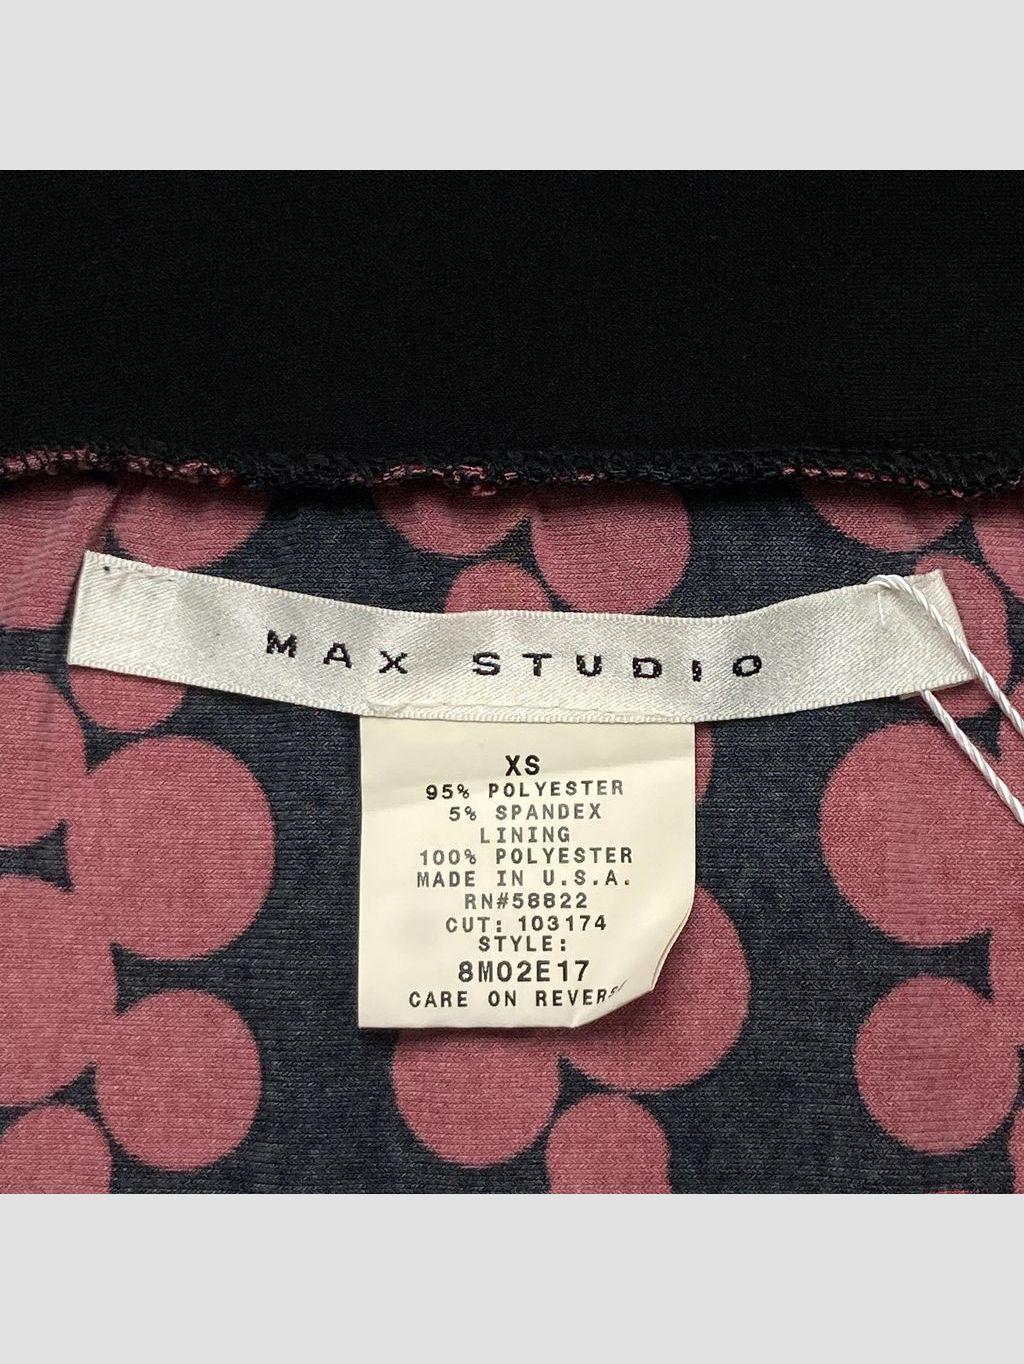 MAX STUDIO
XS
95% POLYESTER
5% SPANDEX
LINING
100% POLYESTER
MADE IN U.S.A.
RN#58822
CUT: 103174
STYLE:
8M02E17
CARE ON REVERS